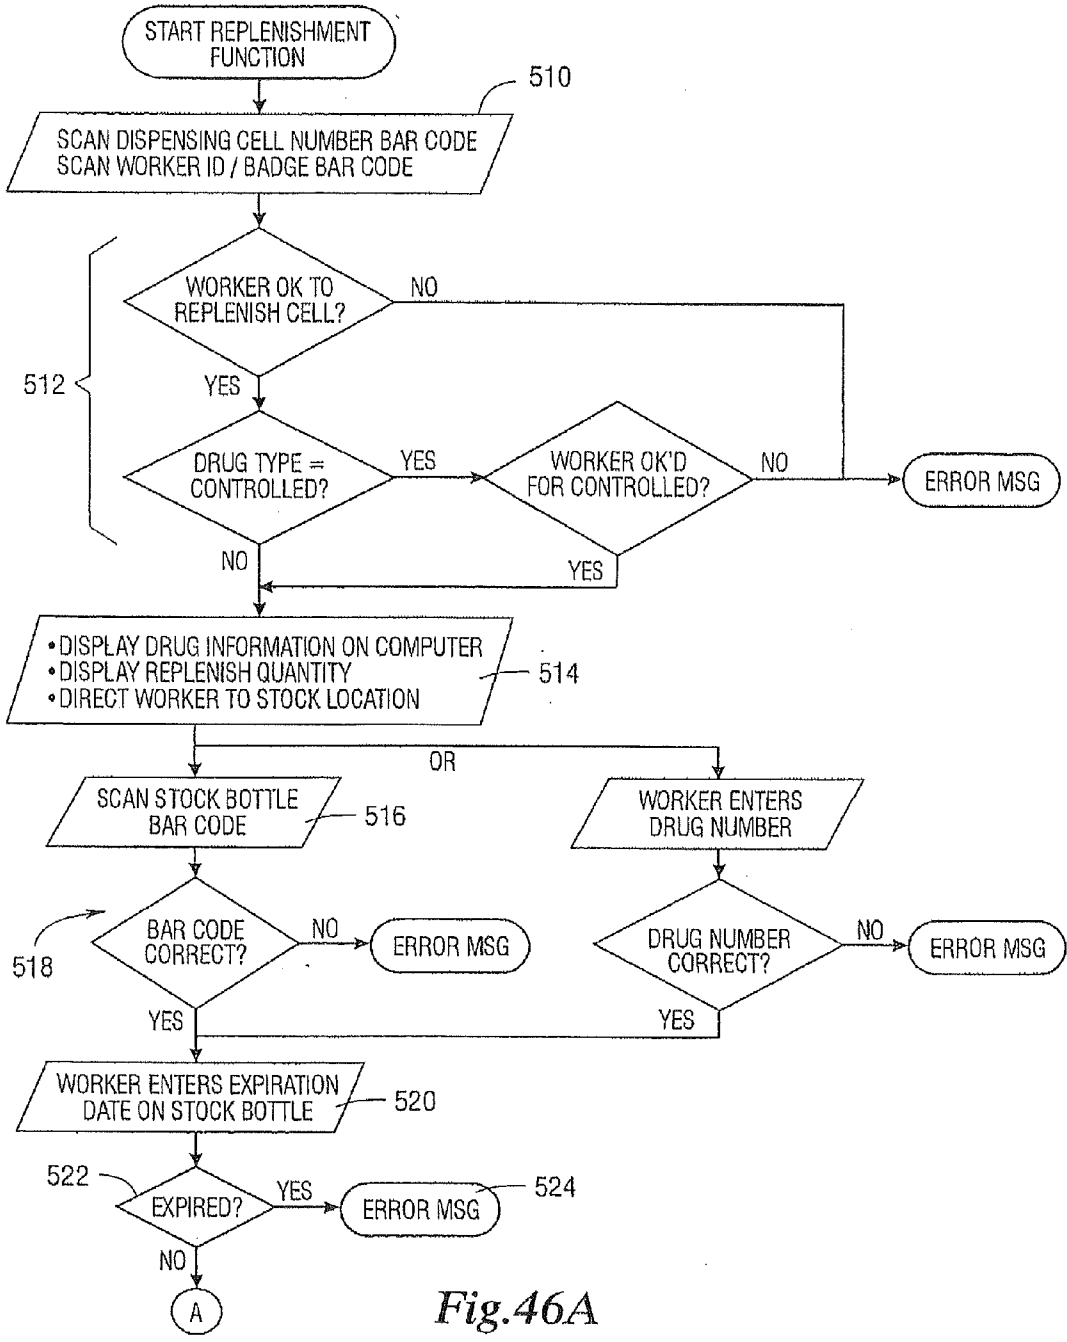 START REPLENISHMENT
FUNCTION
510
SCAN DISPENSING CELL NUMBER BAR CODE
SCAN WORKER ID / BADGE BAR CODE
512
WORKER OK TO
REPLENISH CELL?
NO
YES
DRUG TYPE =
CONTROLLED?
YES
WORKER OK'D
FOR CONTROLLED?
NO
ERROR MSG
NO
YES
•DISPLAY DRUG INFORMATION ON COMPUTER
•DISPLAY REPLENISH QUANTITY
•DIRECT WORKER TO STOCK LOCATION
514
OR
SCAN STOCK BOTTLE
BAR CODE
516
WORKER ENTERS
DRUG NUMBER
518
BAR CODE
CORRECT?
NO
ERROR MSG
DRUG NUMBER
CORRECT?
NO
ERROR MSG
YES
YES
WORKER ENTERS EXPIRATION
DATE ON STOCK BOTTLE
520
522
EXPIRED?
YES
ERROR MSG
524
NO
A
Fig.46A